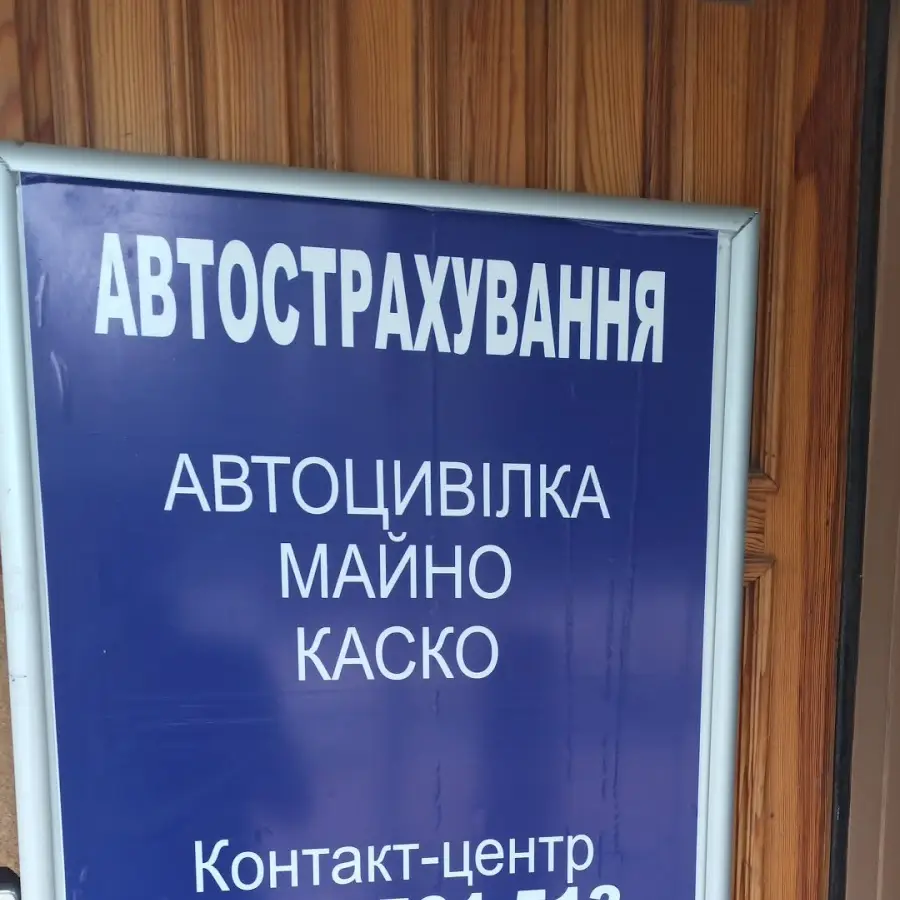 АВТОСТРАХУВАННЯ
АВТОЦИВІЛКА
МАЙНО
КАСКО
Контакт-центр